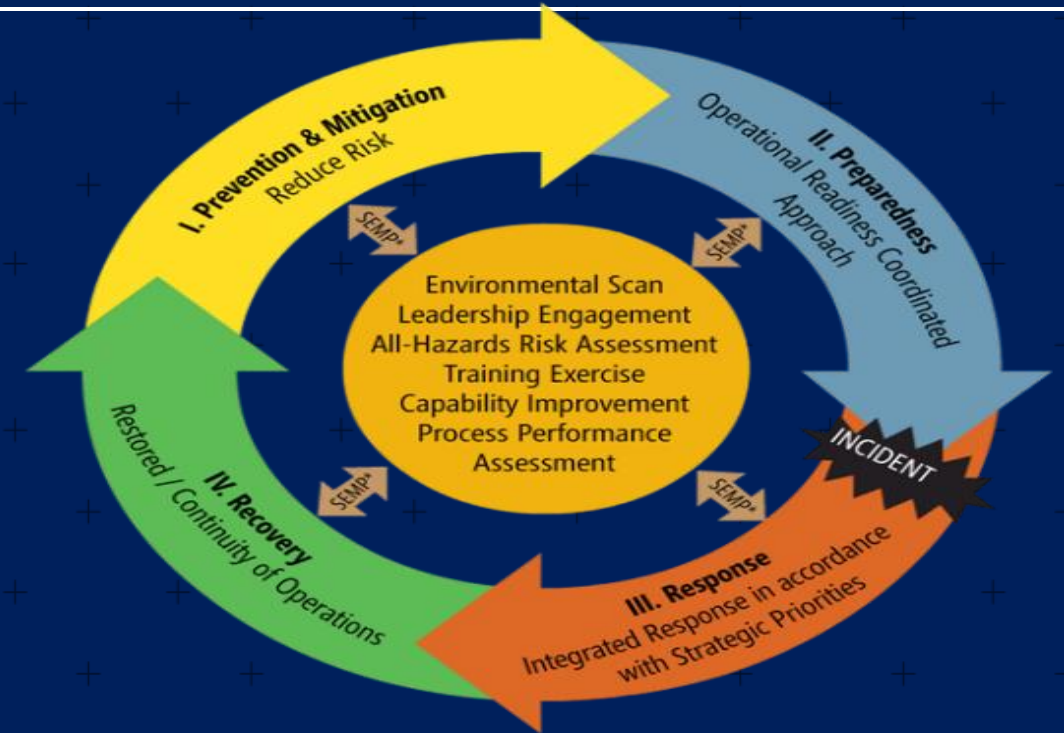 I. Prevention & Mitigation
Reduce Risk
II. Preparedness
Operational Readiness Coordinated
Approach
SEMP*
SEMP*
Environmental Scan
Leadership Engagement
All-Hazards Risk Assessment
Training Exercise
Capability Improvement
Process Performance
Assessment
SEMP*
SEMP*
INCIDENT
III. Response
Integrated Response in accordance
with Strategic Priorities
IV. Recovery
Restored / Continuity of Operations